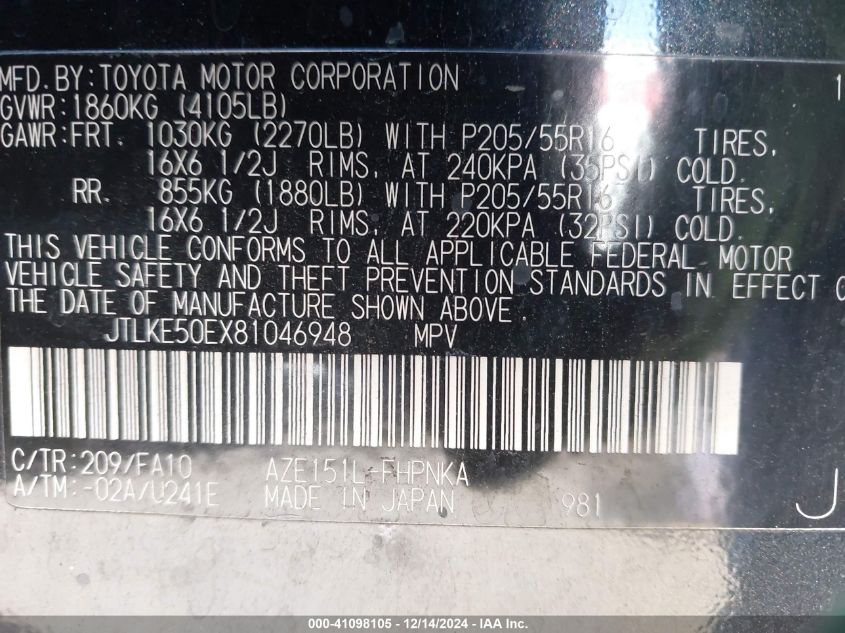 MFD. BY: TOYOTA MOTOR CORPORATION 1
GVWR: 1860KG (4105LB)
GAWR: FRT. 1030KG (2270LB) WITH P205/55R16 TIRES,
16X6 1/2J RIMS, AT 240KPA (35PSI) COLD.
RR. 855KG (1880LB) WITH P205/55R16 TIRES,
16X6 1/2J RIMS, AT 220KPA (32PSI) COLD.
THIS VEHICLE CONFORMS TO ALL APPLICABLE FEDERAL MOTOR
VEHICLE SAFETY AND THEFT PREVENTION STANDARDS IN EFFECT O
THE DATE OF MANUFACTURE SHOWN ABOVE.
JTLKE50EX81046948 MPV
C/TR: 209/FA10 AZE151L-FHPNKA
A/TM: -02A/U241E MADE IN JAPAN 981 J
000-41098105 - 12/14/2024 - IAA Inc.